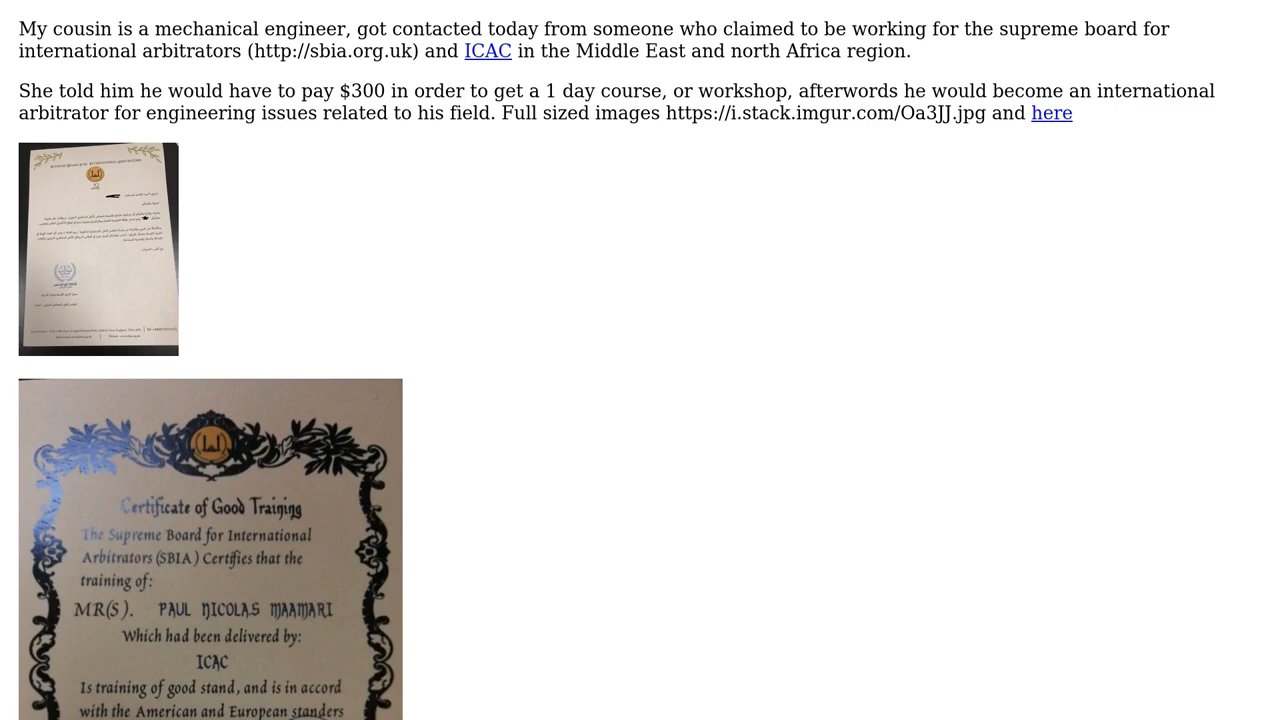 My cousin is a mechanical engineer, got contacted today from someone who claimed to be working for the supreme board for
international arbitrators (http://sbia.org.uk) and ICAC in the Middle East and north Africa region.
She told him he would have to pay $300 in order to get a 1 day course, or workshop, afterwords he would become an international
arbitrator for engineering issues related to his field. Full sized images https://i.stack.imgur.com/Oa3JJ.jpg and here
Certificate of Good Training
The Supreme Board for International
Arbitrators (SBIA) Certifies that the
training of:
MR(S). PAUL NICOLAS MAAMARI
Which had been delivered by:
ICAC
Is training of good stand, and is in accord
with the American and European standers